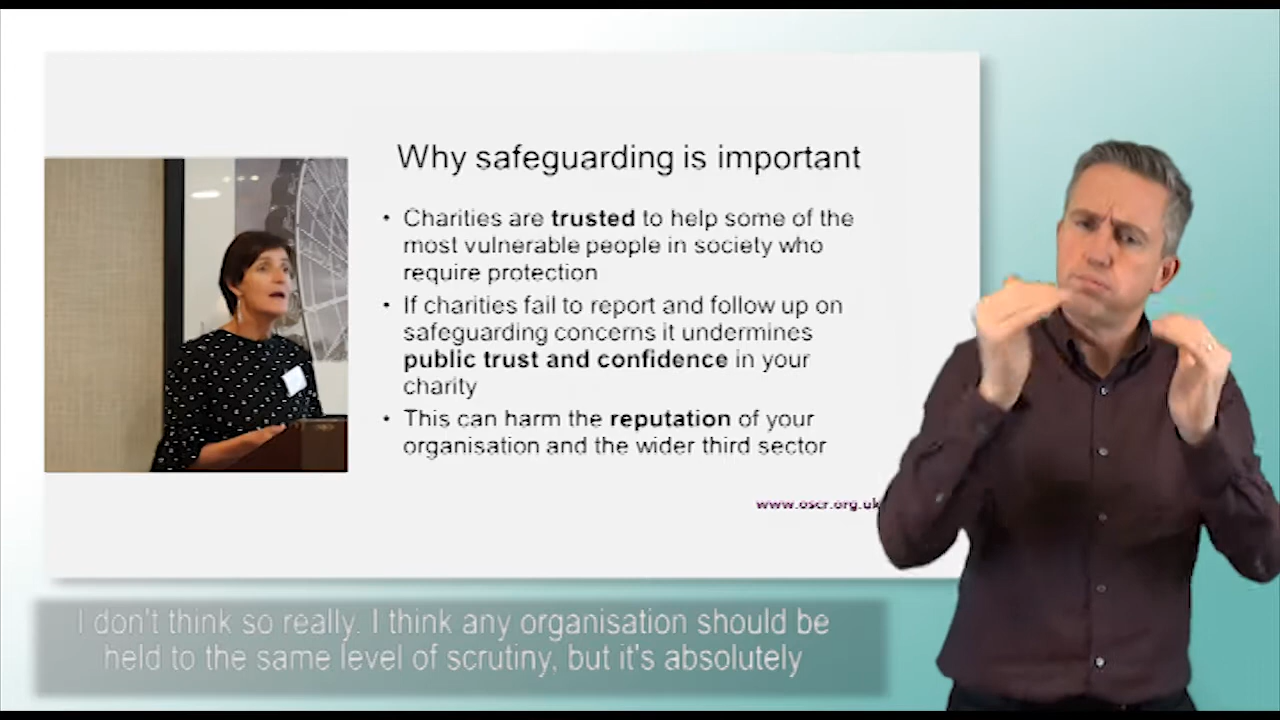 Why safeguarding is important
• Charities are trusted to help some of the
most vulnerable people in society who
require protection
• If charities fail to report and follow up on
safeguarding concerns it undermines
public trust and confidence in your
charity
• This can harm the reputation of your
organisation and the wider third sector
www.oscr.org.uk
I don't think so really. I think any organisation should be
held to the same level of scrutiny, but it's absolutely